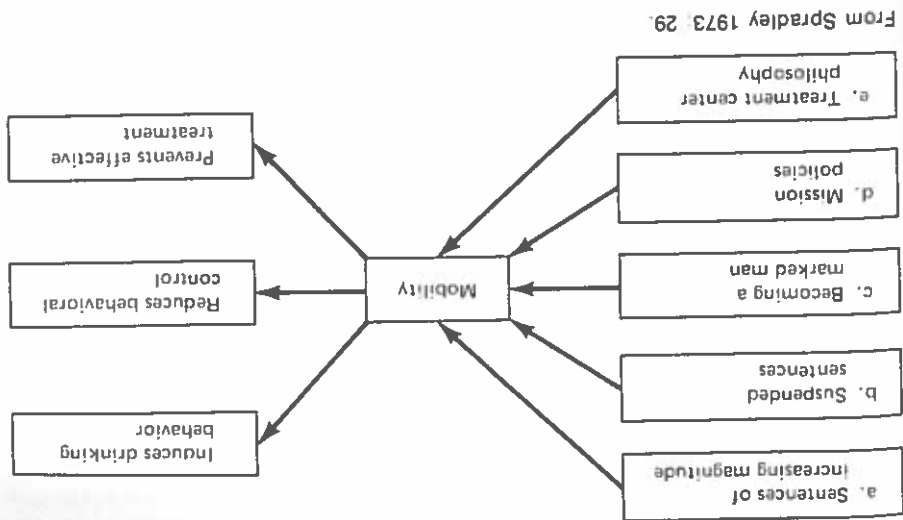 a. Sentences of
increasing magnitude
b. Suspended
sentences
c. Becoming a
marked man
d. Mission
policies
e. Treatment center
philosophy
Mobility
Induces drinking
behavior
Reduces behavioral
control
Prevents effective
treatment
From Spradley 1973: 29.